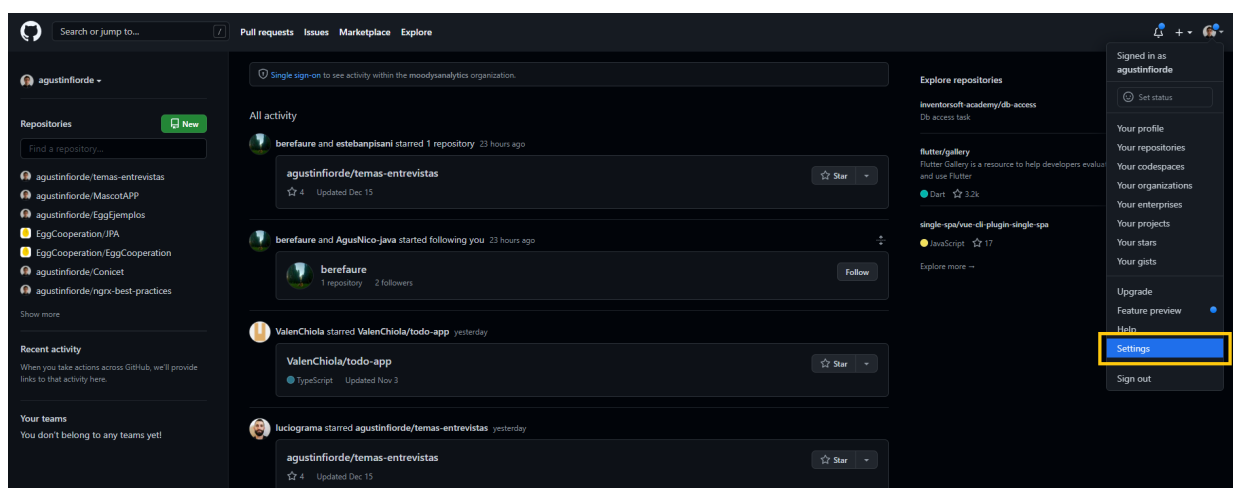 Search or jump to...
/
Pull requests Issues Marketplace Explore
agustinfiorde
Repositories
New
Find a repository...
agustinfiorde/temas-entrevistas
agustinfiorde/MascotAPP
agustinfiorde/EggEjemplos
EggCooperation/JPA
EggCooperation/EggCooperation
agustinfiorde/Conicet
agustinfiorde/ngrx-best-practices
Show more
Recent activity
When you take actions across GitHub, we'll provide
links to that activity here.
Your teams
You don't belong to any teams yet!
Single sign-on to see activity within the moodysanalytics organization.
All activity
berefaure and estebanpisani starred 1 repository 23 hours ago
agustinfiorde/temas-entrevistas
Star
4 Updated Dec 15
berefaure and AgusNico-java started following you 23 hours ago
berefaure
1 repository 2 followers
Follow
ValenChiola starred ValenChiola/todo-app yesterday
ValenChiola/todo-app
Star
TypeScript Updated Nov 3
luciograma starred agustinfiorde/temas-entrevistas yesterday
agustinfiorde/temas-entrevistas
Star
4 Updated Dec 15
Explore repositories
inventorsoft-academy/db-access
Db access task
flutter/gallery
Flutter Gallery is a resource to help developers evaluat
and use Flutter
Dart 3.2k
single-spa/vue-cli-plugin-single-spa
JavaScript 17
Explore more →
Signed in as
agustinfiorde
Set status
Your profile
Your repositories
Your codespaces
Your organizations
Your enterprises
Your projects
Your stars
Your gists
Upgrade
Feature preview
Help
Settings
Sign out